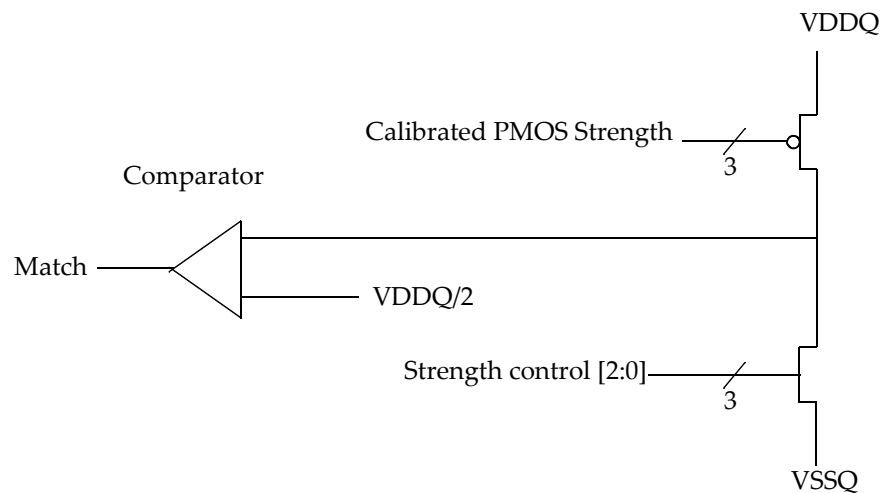 VDDQ
Calibrated PMOS Strength
3
Comparator
Match
VDDQ/2
Strength control [2:0]
3
VSSQ